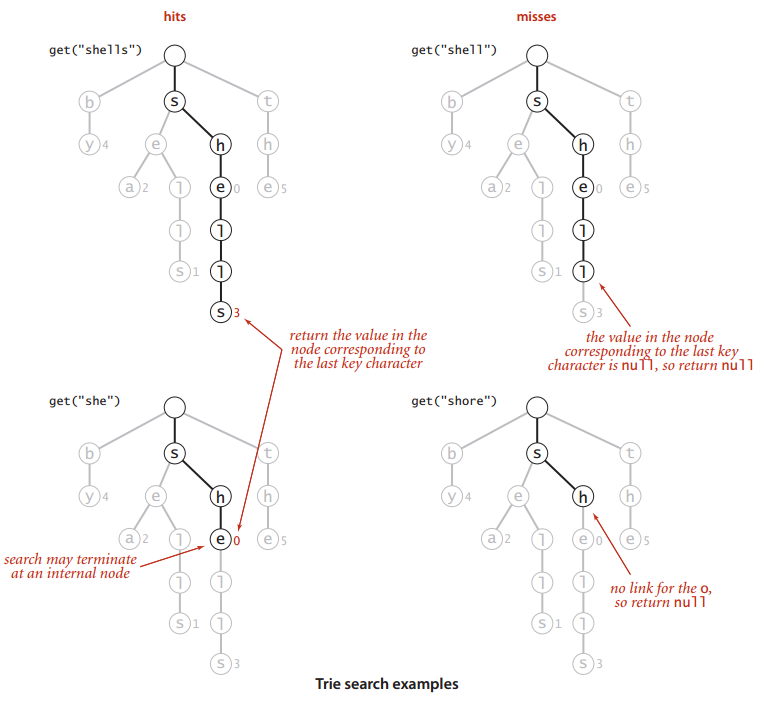 hits
misses
get("shells")
get("shell")
b s t
b s t
y 4 e h h
y 4 e h h
a 2 l e 0 e 5
a 2 l e 0 e 5
l l
l l
s 1 l
s 1 l
s 3
s 3
return the value in the
node corresponding to
the last key character
the value in the node
corresponding to the last key
character is null, so return null
get("she")
get("shore")
b s t
b s t
y 4 e h h
y 4 e h h
a 2 l e 0 e 5
a 2 l e 0 e 5
search may terminate
at an internal node
l l
l l
no link for the o,
so return null
s 1 l
s 1 l
s 3
s 3
Trie search examples